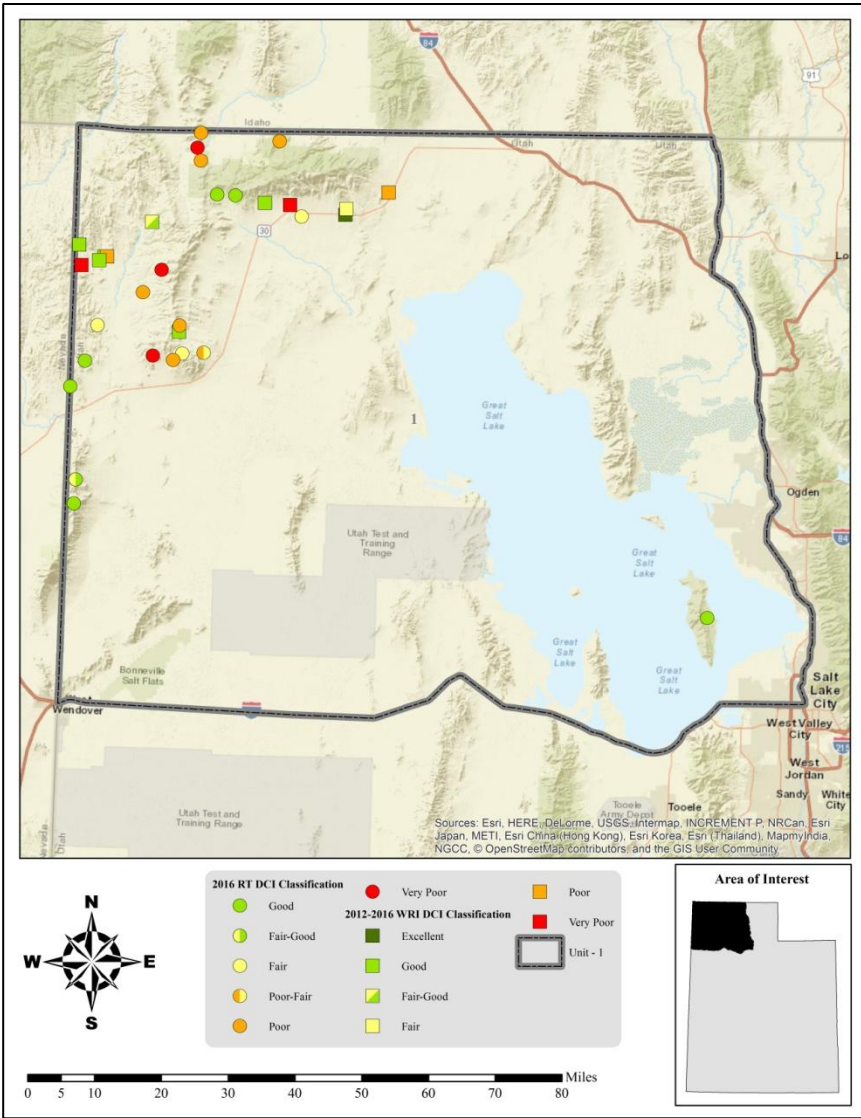 Idaho
84
91
Utah
Utah
30
Lo
Nevada
Utah
Great
Salt
Lake
1
Ogden
84
Utah Test and
Training
Range
Great
Salt
Lake
Great
Salt
Lake
Great
Salt
Lake
Bonneville
Salt Flats
Salt
Lake
City
Wendover
West Valley
City
215
West
Jordan
Sandy
White
City
Tooele
Army Depot
Tooele
Utah Test and
Training Range
Nevada
Utah
Sources: Esri, HERE, DeLorme, USGS, Intermap, INCREMENT P, NRCan, Esri
Japan, METI, Esri China (Hong Kong), Esri Korea, Esri (Thailand), MapmyIndia,
NGCC, © OpenStreetMap contributors, and the GIS User Community
N
W E
S
2016 RT DCI Classification
Good
Fair-Good
Fair
Poor-Fair
Poor
Very Poor
2012-2016 WRI DCI Classification
Excellent
Good
Fair-Good
Fair
Poor
Very Poor
Unit - 1
Area of Interest
Miles
0 5 10 20 30 40 50 60 70 80